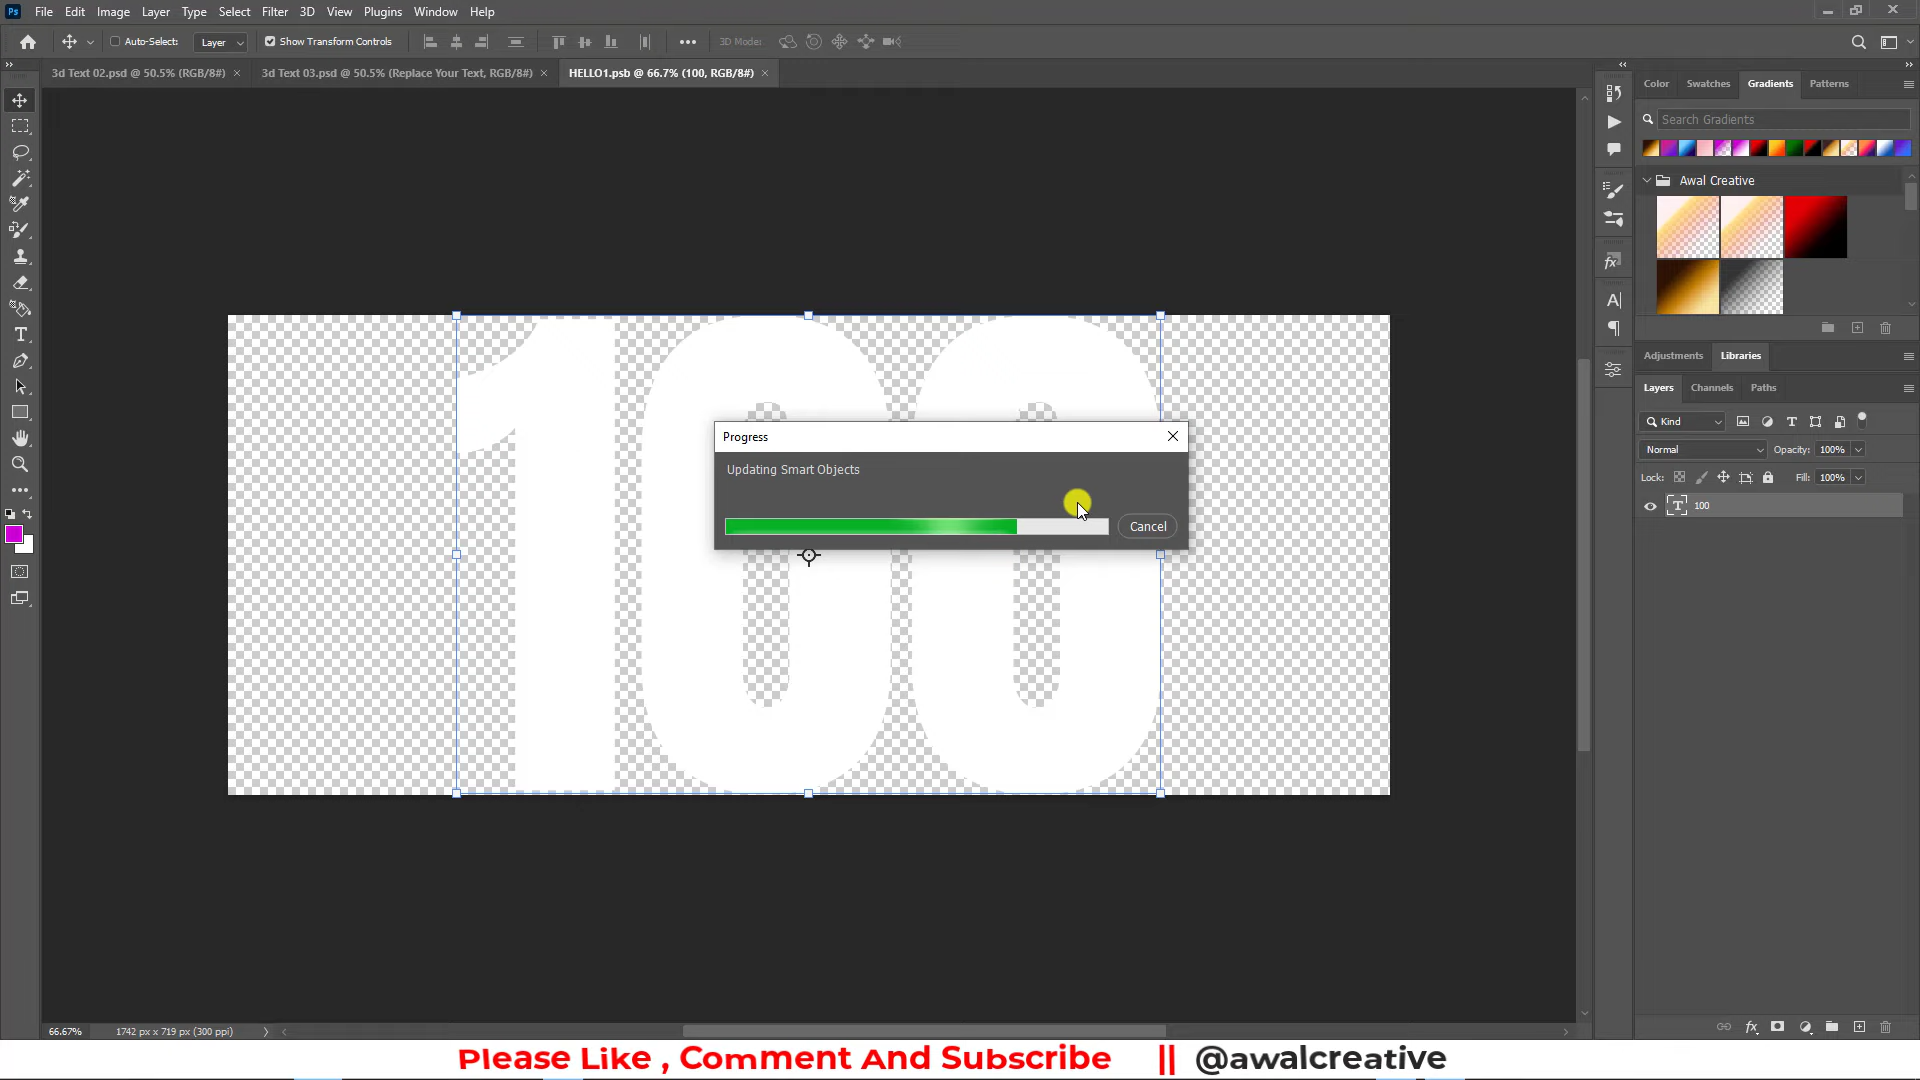 Ps File Edit Image Layer Type Select Filter 3D View Plugins Window Help
Auto-Select: Layer Show Transform Controls 3D Mode:
3d Text 02.psd @ 50.5% (RGB/8#) × 3d Text 03.psd @ 50.5% (Replace Your Text, RGB/8#) × HELLO1.psb @ 66.7% (100, RGB/8#) ×
Color Swatches Gradients Patterns
Search Gradients
Awal Creative
100
Adjustments Libraries
Layers Channels Paths
Kind
Normal Opacity: 100%
Lock: Fill: 100%
T 100
Progress
Updating Smart Objects
Cancel
66.67% 1742 px x 719 px (300 ppi)
Please Like , Comment And Subscribe || @awalcreative